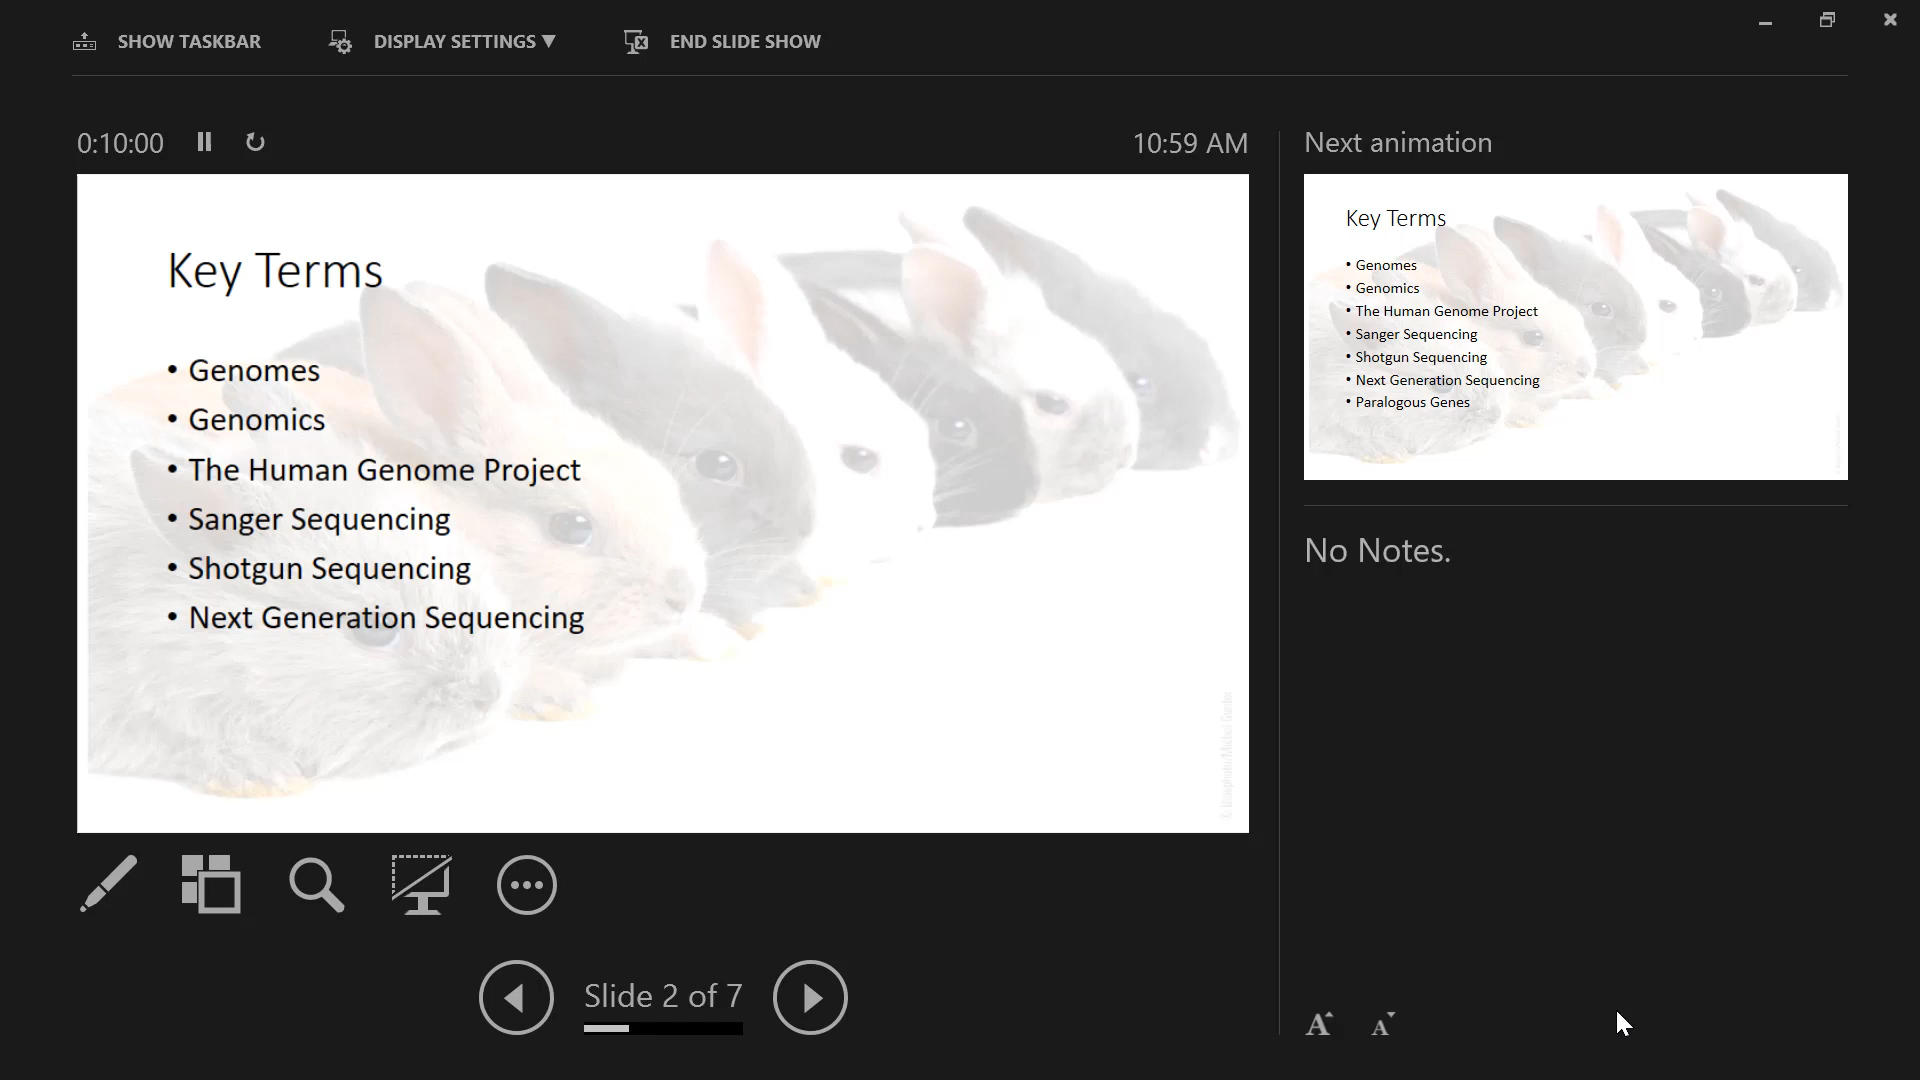 SHOW TASKBAR
DISPLAY SETTINGS ▼
END SLIDE SHOW
0:10:00
10:59 AM
Key Terms
• Genomes
• Genomics
• The Human Genome Project
• Sanger Sequencing
• Shotgun Sequencing
• Next Generation Sequencing
Slide 2 of 7
Next animation
Key Terms
• Genomes
• Genomics
• The Human Genome Project
• Sanger Sequencing
• Shotgun Sequencing
• Next Generation Sequencing
• Paralogous Genes
No Notes.
A A